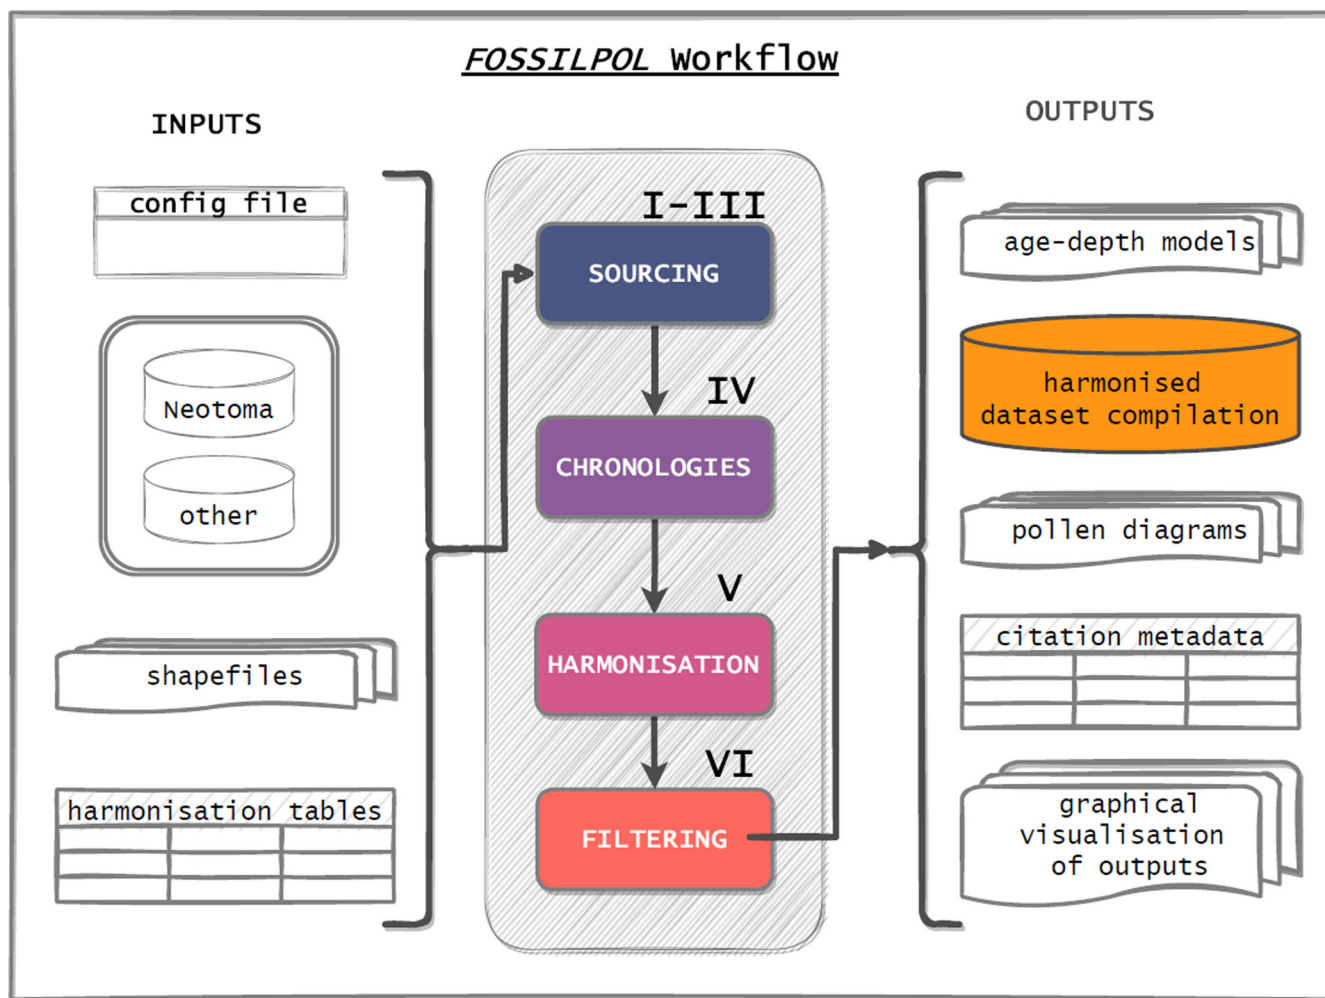 FOSSILPOL Workflow
INPUTS
config file
Neotoma
other
shapefiles
harmonisation tables
I-III
SOURCING
IV
CHRONOLOGIES
V
HARMONISATION
VI
FILTERING
OUTPUTS
age-depth models
harmonised
dataset compilation
pollen diagrams
citation metadata
graphical
visualisation
of outputs